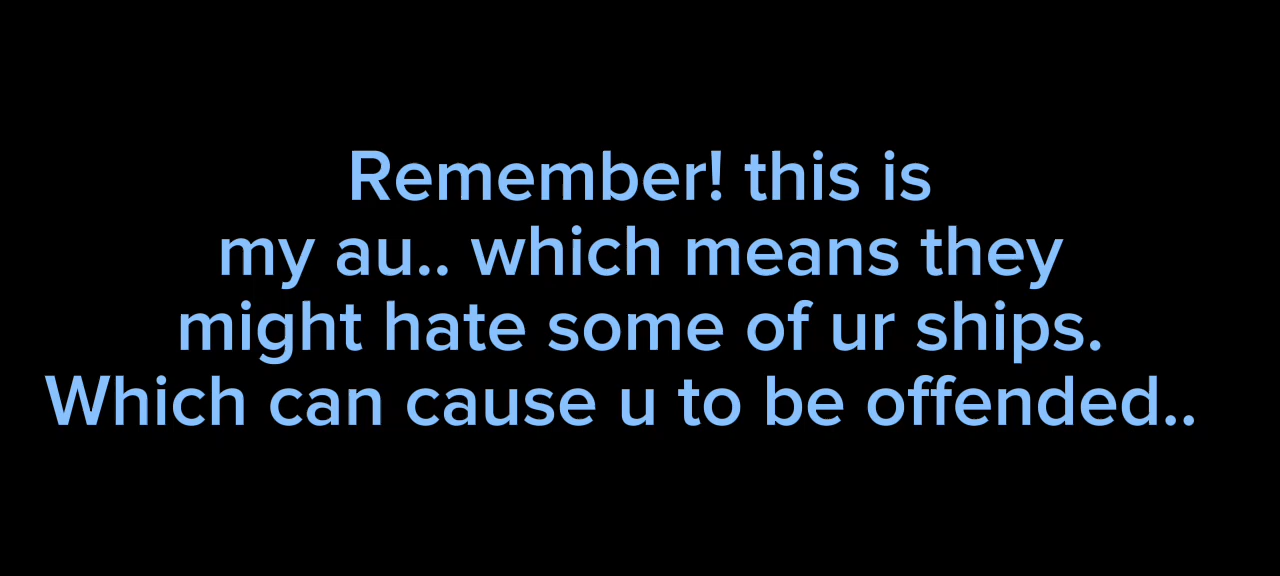 Remember! this is
my au.. which means they
might hate some of ur ships.
Which can cause u to be offended..